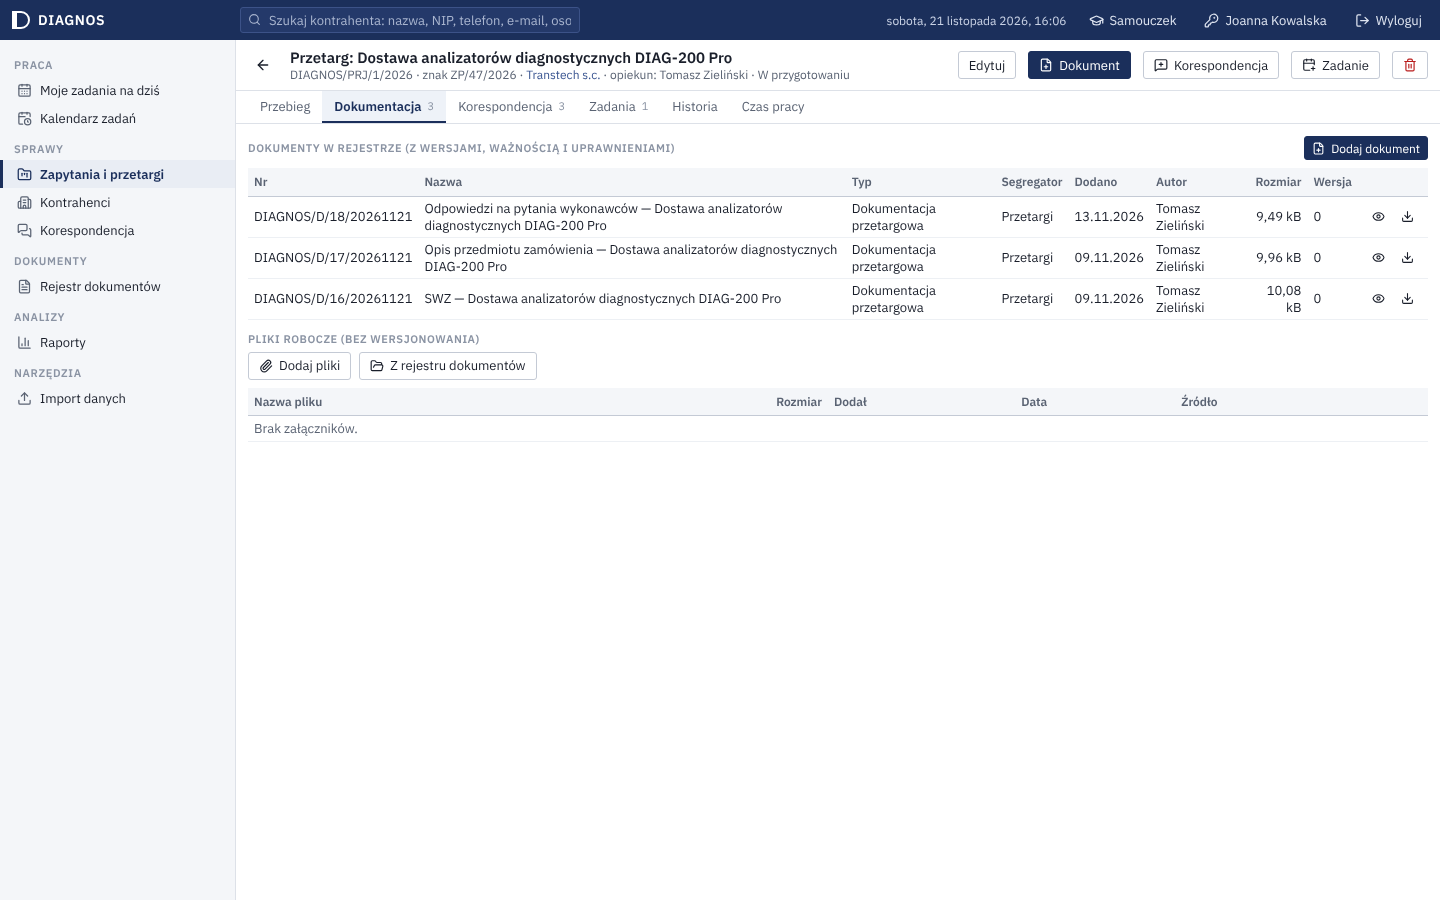 DIAGNOS
Szukaj kontrahenta: nazwa, NIP, telefon, e-mail, oso
sobota, 21 listopada 2026, 16:06
Samouczek
Joanna Kowalska
Wyloguj
PRACA
Moje zadania na dziś
Kalendarz zadań
SPRAWY
Zapytania i przetargi
Kontrahenci
Korespondencja
DOKUMENTY
Rejestr dokumentów
ANALIZY
Raporty
NARZĘDZIA
Import danych
Przetarg: Dostawa analizatorów diagnostycznych DIAG-200 Pro
DIAGNOS/PRJ/1/2026 · znak ZP/47/2026 · Transtech s.c. · opiekun: Tomasz Zieliński · W przygotowaniu
Edytuj
Dokument
Korespondencja
Zadanie
Przebieg
Dokumentacja 3
Korespondencja 3
Zadania 1
Historia
Czas pracy
DOKUMENTY W REJESTRZE (Z WERSJAMI, WAŻNOŚCIĄ I UPRAWNIENIAMI)
Dodaj dokument
Nr Nazwa Typ Segregator Dodano Autor Rozmiar Wersja
DIAGNOS/D/18/20261121 Odpowiedzi na pytania wykonawców — Dostawa analizatorów diagnostycznych DIAG-200 Pro Dokumentacja przetargowa Przetargi 13.11.2026 Tomasz Zieliński 9,49 kB 0
DIAGNOS/D/17/20261121 Opis przedmiotu zamówienia — Dostawa analizatorów diagnostycznych DIAG-200 Pro Dokumentacja przetargowa Przetargi 09.11.2026 Tomasz Zieliński 9,96 kB 0
DIAGNOS/D/16/20261121 SWZ — Dostawa analizatorów diagnostycznych DIAG-200 Pro Dokumentacja przetargowa Przetargi 09.11.2026 Tomasz Zieliński 10,08 kB 0
PLIKI ROBOCZE (BEZ WERSJONOWANIA)
Dodaj pliki
Z rejestru dokumentów
Nazwa pliku Rozmiar Dodał Data Źródło
Brak załączników.